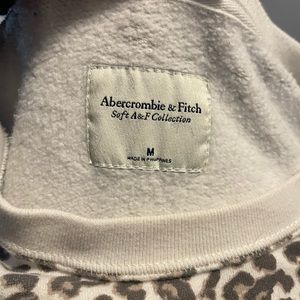 Abercrombie & Fitch
Soft A&F Collection
M
MADE IN PHILIPPINES